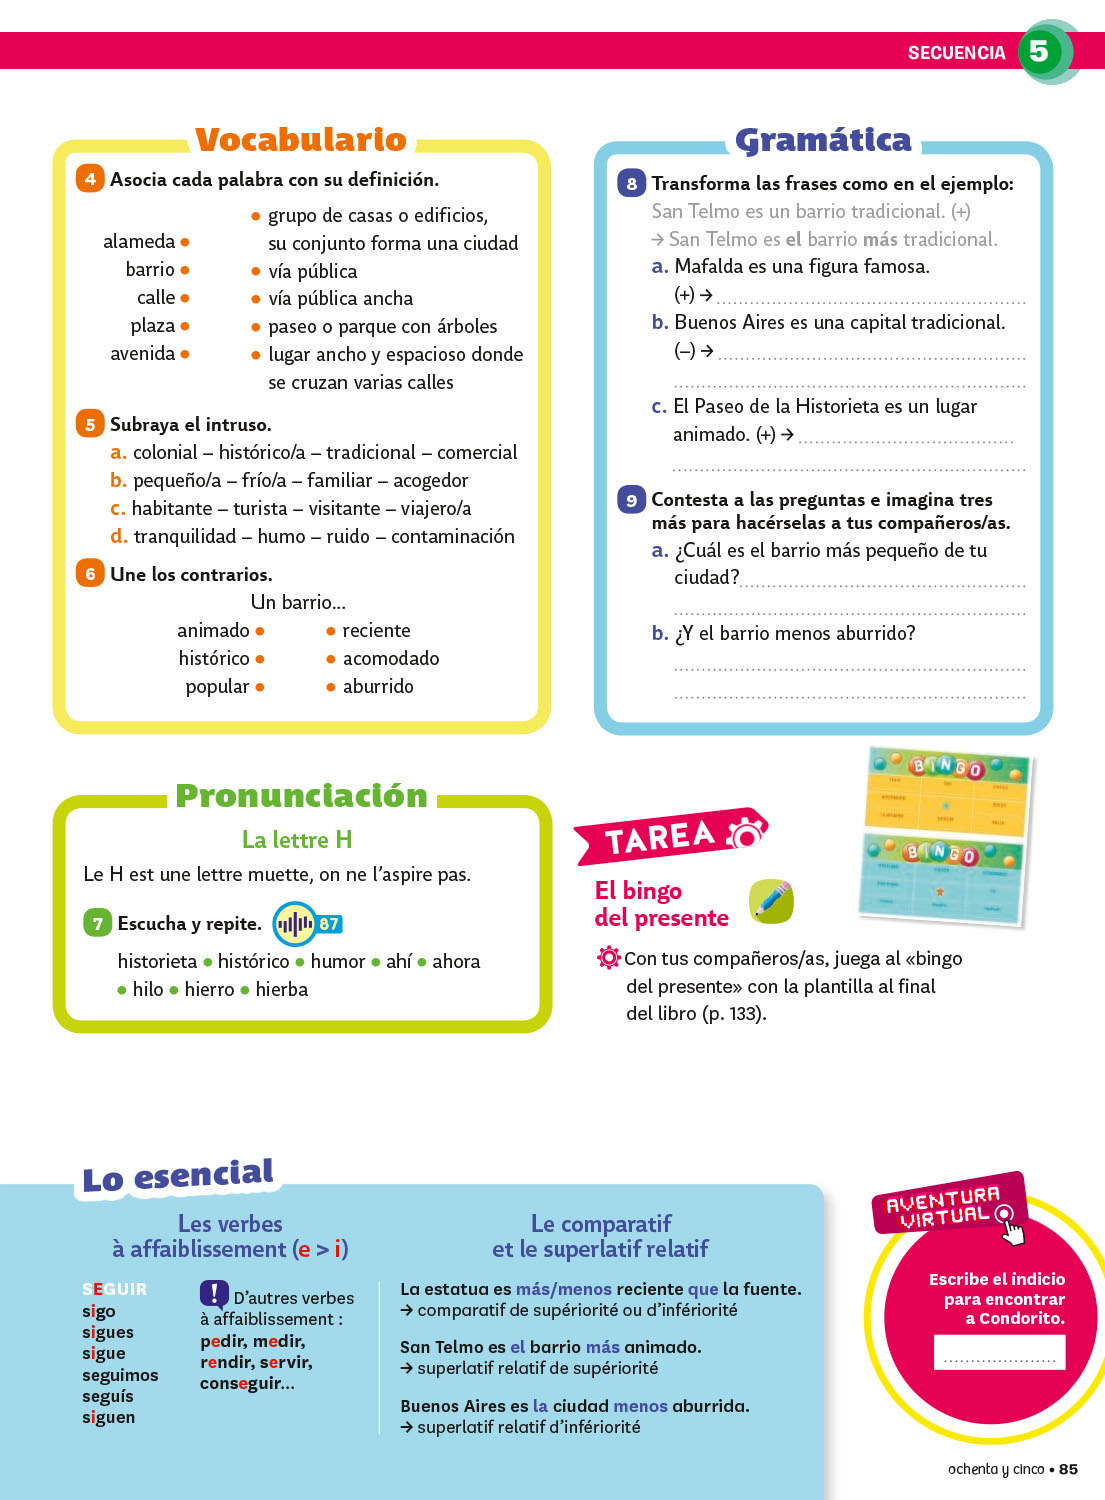 SECUENCIA 5
Vocabulario
4 Asocia cada palabra con su definición.
alameda •
barrio •
calle •
plaza •
avenida •
• grupo de casas o edificios,
su conjunto forma una ciudad
• vía pública
• vía pública ancha
• paseo o parque con árboles
• lugar ancho y espacioso donde
se cruzan varias calles
5 Subraya el intruso.
a. colonial – histórico/a – tradicional – comercial
b. pequeño/a – frío/a – familiar – acogedor
c. habitante – turista – visitante – viajero/a
d. tranquilidad – humo – ruido – contaminación
6 Une los contrarios.
Un barrio...
animado • • reciente
histórico • • acomodado
popular • • aburrido
Gramática
8 Transforma las frases como en el ejemplo:
San Telmo es un barrio tradicional. (+)
→ San Telmo es el barrio más tradicional.
a. Mafalda es una figura famosa.
(+) →
b. Buenos Aires es una capital tradicional.
(–) →
c. El Paseo de la Historieta es un lugar
animado. (+) →
9 Contesta a las preguntas e imagina tres
más para hacérselas a tus compañeros/as.
a. ¿Cuál es el barrio más pequeño de tu
ciudad?
b. ¿Y el barrio menos aburrido?
Pronunciación
La lettre H
Le H est une lettre muette, on ne l'aspire pas.
7 Escucha y repite. 87
historieta • histórico • humor • ahí • ahora
• hilo • hierro • hierba
TAREA
El bingo
del presente
Con tus compañeros/as, juega al «bingo
del presente» con la plantilla al final
del libro (p. 133).
BINGO
BINGO
Lo esencial
Les verbes
à affaiblissement (e > i)
SEGUIR
sigo
sigues
sigue
seguimos
seguís
siguen
! D'autres verbes
à affaiblissement :
pedir, medir,
rendir, servir,
conseguir...
Le comparatif
et le superlatif relatif
La estatua es más/menos reciente que la fuente.
→ comparatif de supériorité ou d'infériorité
San Telmo es el barrio más animado.
→ superlatif relatif de supériorité
Buenos Aires es la ciudad menos aburrida.
→ superlatif relatif d'infériorité
AVENTURA
VIRTUAL
Escribe el indicio
para encontrar
a Condorito.
ochenta y cinco • 85